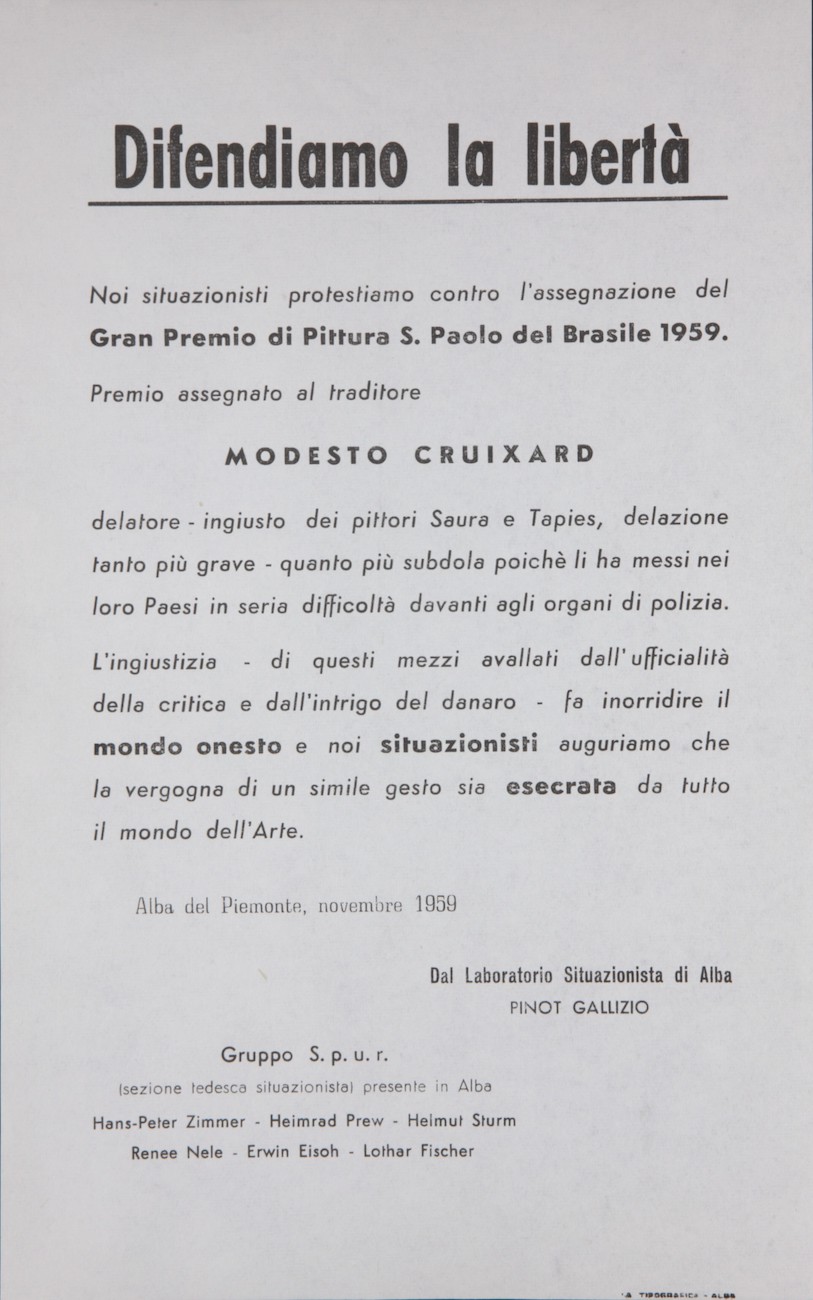 Difendiamo la libertà
Noi situazionisti protestiamo contro l'assegnazione del
Gran Premio di Pittura S. Paolo del Brasile 1959.
Premio assegnato al traditore
MODESTO CRUIXARD
delatore - ingiusto dei pittori Saura e Tapies, delazione
tanto più grave - quanto più subdola poichè li ha messi nei
loro Paesi in seria difficoltà davanti agli organi di polizia.
L'ingiustizia - di questi mezzi avallati dall'ufficialità
della critica e dall'intrigo del danaro - fa inorridire il
mondo onesto e noi situazionisti auguriamo che
la vergogna di un simile gesto sia esecrata da tutto
il mondo dell'Arte.
Alba del Piemonte, novembre 1959
Dal Laboratorio Situazionista di Alba
PINOT GALLIZIO
Gruppo S. p. u. r.
(sezione tedesca situazionista) presente in Alba
Hans-Peter Zimmer - Heimrad Prew - Helmut Sturm
Renee Nele - Erwin Eisoh - Lothar Fischer
TIPOGRAFICA - ALBA